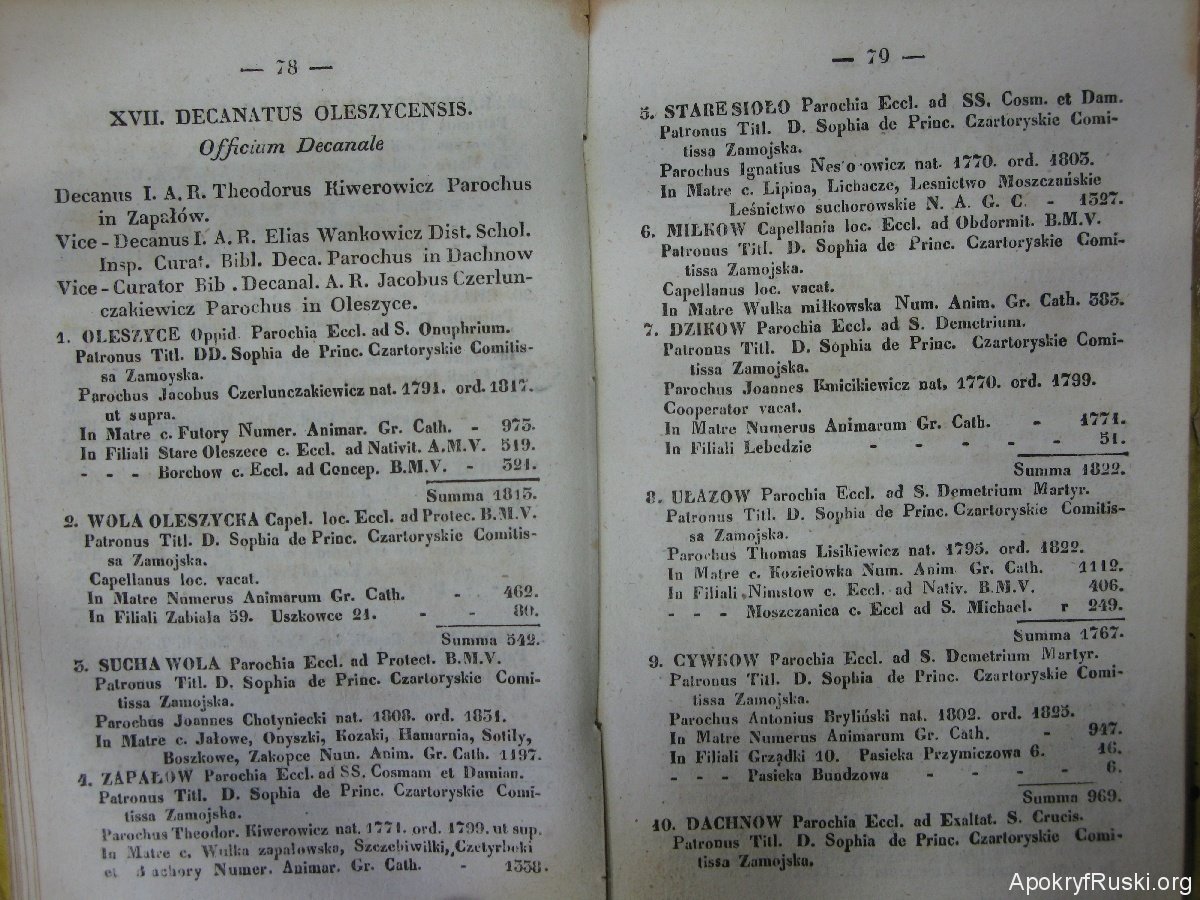 — 78 —
XVII. DECANATUS OLESZYCENSIS.
Officium Decanale
Decanus I. A. R. Theodorus Kiwerowicz Parochus
in Zapałów.
Vice - Decanus I. A. R. Elias Wankowicz Dist. Schol.
Insp. Curat. Bibl. Deca. Parochus in Dachnow
Vice - Curator Bib . Decanal. A. R. Jacobus Czerlun-
czakiewicz Parochus in Oleszyce.
1. OLESZYCE Oppid. Parochia Eccl. ad S. Onuphrium.
Patronus Titl. DD. Sophia de Princ. Czartoryskie Comitis-
sa Zamoyska.
Parochus Jacobus Czerlunczakiewicz nat. 1791. ord. 1817.
ut supra.
In Matre c. Futory Numer. Animar. Gr. Cath. - 973.
In Filiali Stare Oleszece c. Eccl. ad Nativit. A.M.V. 519.
- - - Borchow c. Eccl. ad Concep. B.M.V. - 321.
Summa 1813.
2. WOLA OLESZYCKA Capel. loc. Eccl. ad Protec. B.M.V.
Patronus Titl. D. Sophia de Princ. Czartoryskie Comitis-
sa Zamojska.
Capellanus loc. vacat.
In Matre Numerus Animarum Gr. Cath. - 462.
In Filiali Zabiala 59. Uszkowce 21. - - 80.
Summa 542.
3. SUCHA WOLA Parochia Eccl. ad Protect. B.M.V.
Patronus Titl. D. Sophia de Princ. Czartoryskie Comi-
tissa Zamojska.
Parochus Joannes Chotyniecki nat. 1808. ord. 1831.
In Matre c. Jałowe, Onyszki, Kozaki, Hamarnia, Sotily,
Boszkowe, Zakopce Num. Anim. Gr. Cath. 1197.
4. ZAPAŁOW Parochia Eccl. ad SS. Cosmam et Damian.
Patronus Titl. D. Sophia de Princ. Czartoryskie Comi-
tissa Zamojska.
Parochus Theodor. Kiwerowicz nat. 1771. ord. 1799. ut sup.
In Matre c. Wulka zapałowska, Szczebiwilki, Czetyrboki
et Bachory Numer. Animar. Gr. Cath. - 1338.
— 79 —
5. STARE SIOŁO Parochia Eccl. ad SS. Cosm. et Dam.
Patronus Titl. D. Sophia de Princ. Czartoryskie Comi-
tissa Zamojska.
Parochus Ignatius nat. 1770. ord. 1803.
In Matre c. Lipina, Lichacze, Lesnictwo Moszczańskie
Leśnictwo suchorowskie N. A. G. C. - 1327.
6. MIŁKOW Capellania loc. Eccl. ad Obdormit. B.M.V.
Patronus Titl. D. Sophia de Princ. Czartoryskie Comi-
tissa Zamojska.
Capellanus loc. vacat.
In Matre Wulka miłkowska Num. Anim. Gr. Cath. 383.
7. DZIKOW Parochia Eccl. ad S. Demetrium.
Patronus Titl. D. Sophia de Princ. Czartoryskie Comi-
tissa Zamojska.
Parochus Joannes Kmicikiewicz nat. 1770. ord. 1799.
Cooperator vacat.
In Matre Numerus Animarum Gr. Cath. - 1771.
In Filiali Lebedzie - - - - - 51.
Summa 1822.
8. UŁAZOW Parochia Eccl. ad S. Demetrium Martyr.
Patronus Titl. D. Sophia de Princ. Czartoryskie Comitis-
sa Zamojska.
Parochus Thomas Lisikiewicz nat. 1795. ord. 1822.
In Matre c. Kozieiowka Num. Anim Gr. Cath. 1112.
In Filiali Nimstow c. Eccl. ad Nativ. B.M.V. 406.
- - - Moszczanica c. Eccl ad S. Michael. r 249.
Summa 1767.
9. CYWKOW Parochia Eccl. ad S. Demetrium Martyr.
Patronus Titl. D. Sophia de Princ. Czartoryskie Comi-
tissa Zamojska.
Parochus Antonius Bryliński nat. 1802. ord. 1825.
In Matre Numerus Animarum Gr. Cath. - 947.
In Filiali Grządki 10. Pasieka Przymiczowa 6. 16.
- - - Pasieka Bundzowa - - - - 6.
Summa 969.
10. DACHNOW Parochia Eccl. ad Exaltat. S. Crucis.
Patronus Titl. D. Sophia de Princ. Czartoryskie Comi-
tissa Zamojska.
ApokryfRuski.org